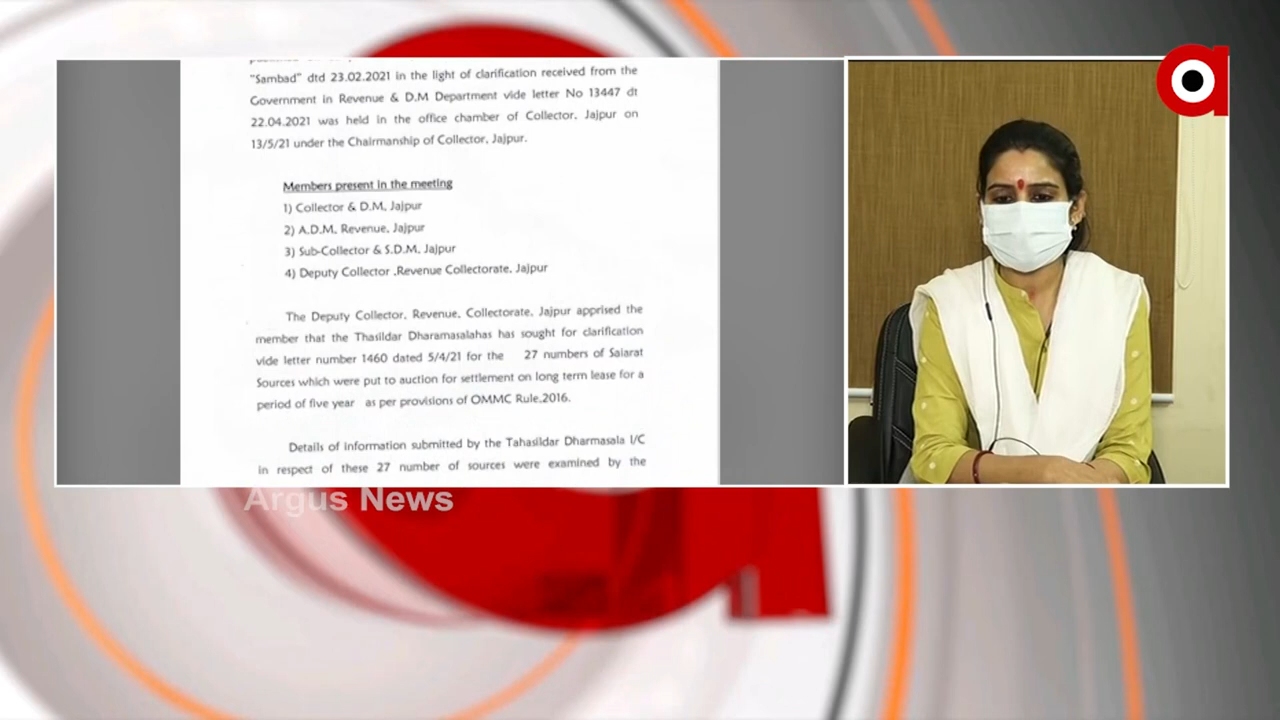 "Sambad" dtd 23.02.2021 in the light of clarification received from the
Government in Revenue & D.M Department vide letter No 13447 dt
22.04.2021 was held in the office chamber of Collector, Jajpur on
13/5/21 under the Chairmanship of Collector, Jajpur.
Members present in the meeting
1) Collector & D.M, Jajpur
2) A.D.M, Revenue, Jajpur
3) Sub-Collector & S.D.M, Jajpur
4) Deputy Collector ,Revenue Collectorate, Jajpur
The Deputy Collector, Revenue, Collectorate, Jajpur apprised the
member that the Thasildar Dharamasalahas has sought for clarification
vide letter number 1460 dated 5/4/21 for the 27 numbers of Sairat
Sources which were put to auction for settlement on long term lease for a
period of five year as per provisions of OMMC Rule,2016.
Details of information submitted by the Tahasildar Dharmasala I/C
in respect of these 27 number of sources were examined by the
Argus News
a